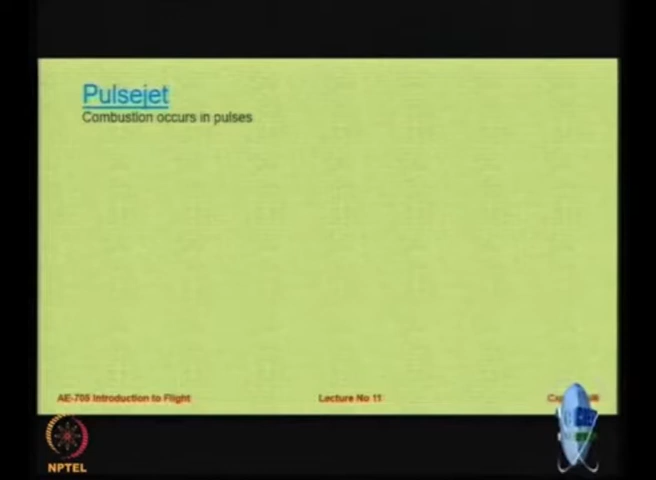 Pulsejet
Combustion occurs in pulses
AE-705 Introduction to Flight
Lecture No 11
NPTEL